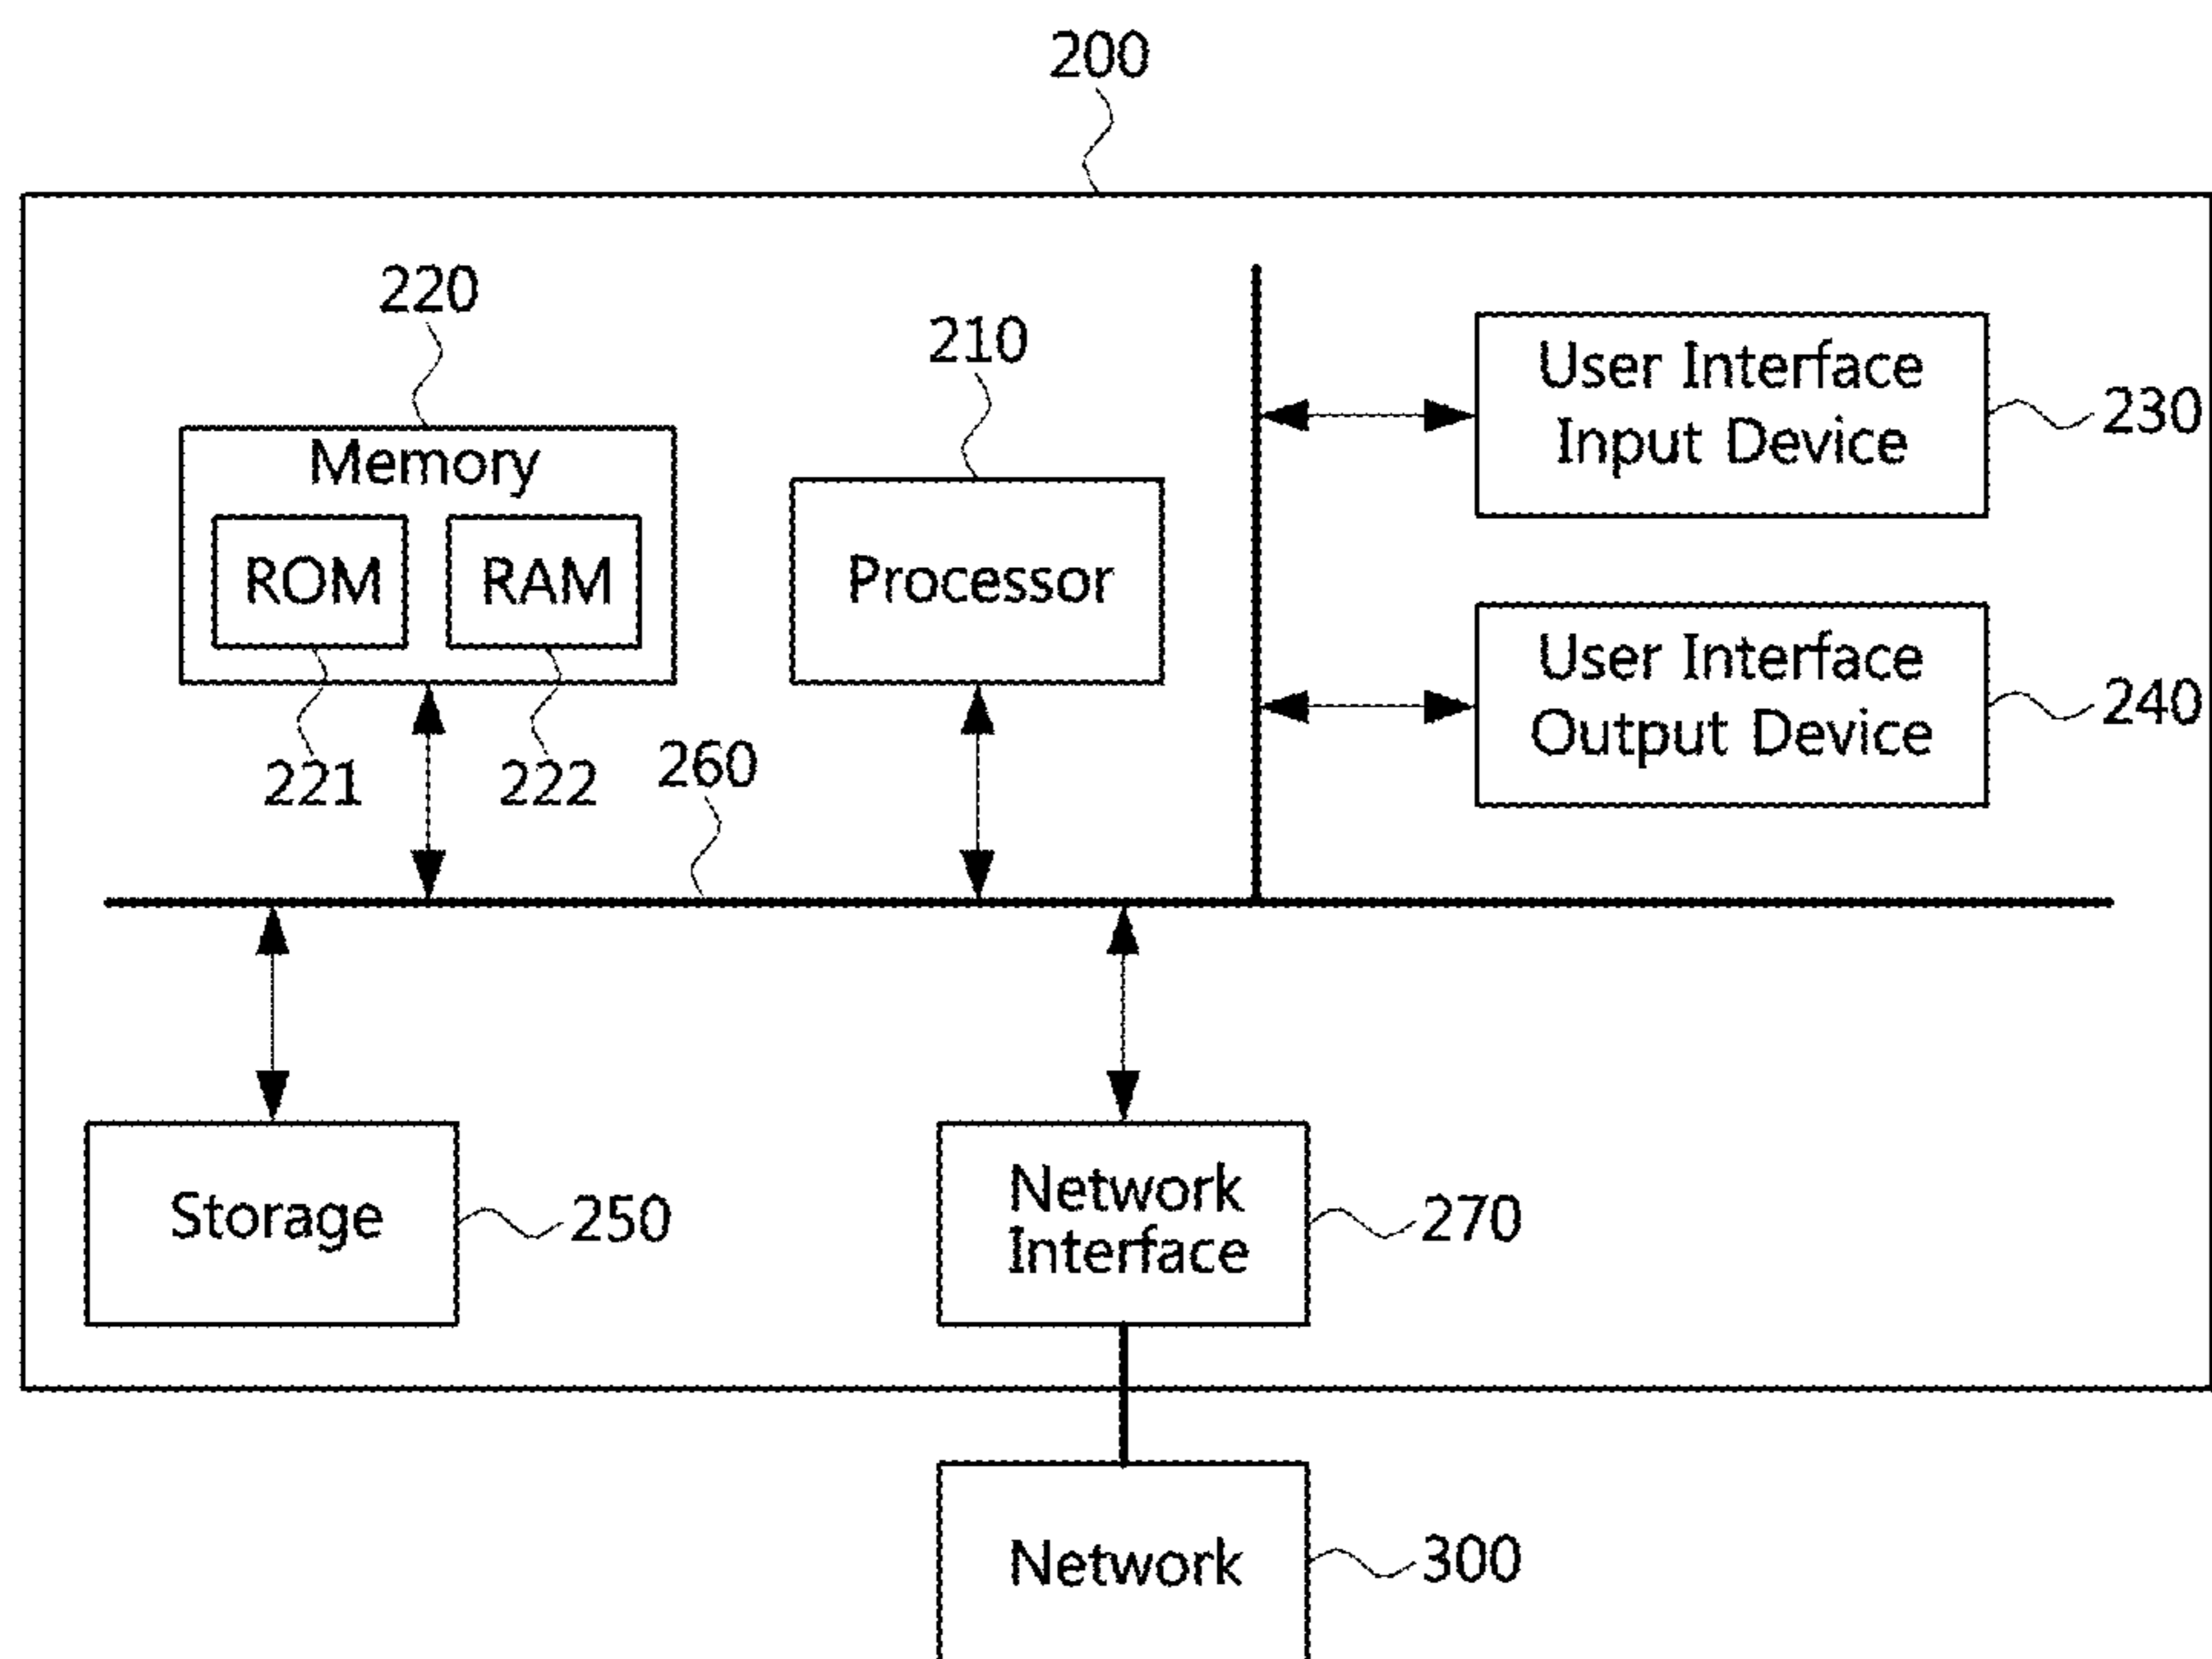 200
220
210
Memory
ROM
RAM
Processor
User Interface
Input Device
230
User Interface
Output Device
240
221
222
260
Storage
250
Network
Interface
270
Network
300